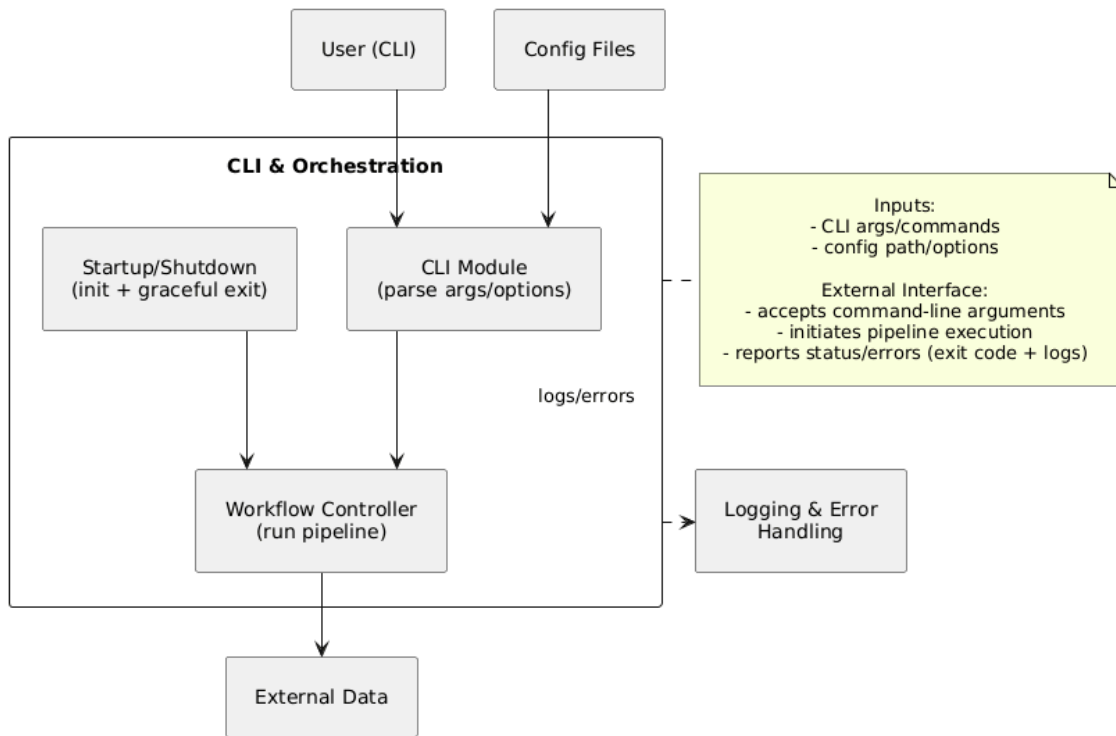 User (CLI)
Config Files
CLI & Orchestration
Startup/Shutdown
(init + graceful exit)
CLI Module
(parse args/options)
Inputs:
- CLI args/commands
- config path/options
External Interface:
- accepts command-line arguments
- initiates pipeline execution
- reports status/errors (exit code + logs)
logs/errors
Workflow Controller
(run pipeline)
Logging & Error
Handling
External Data